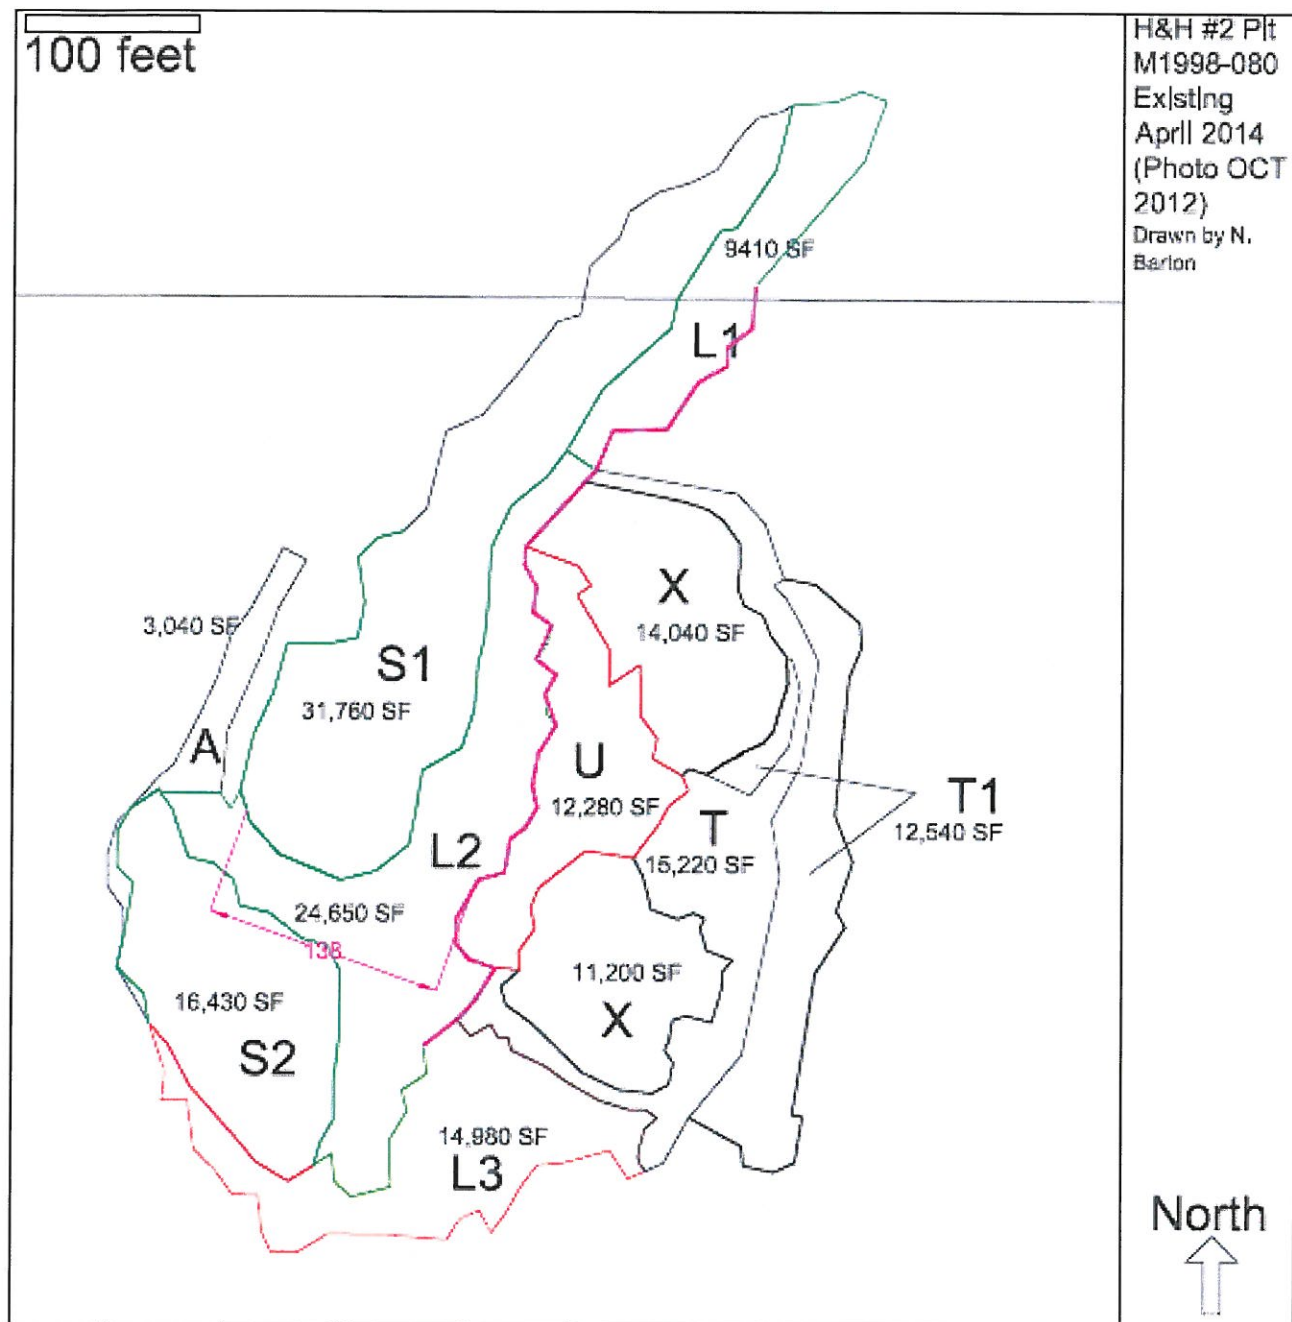 100 feet
H&H #2 Pit
M1998-080
Existing
April 2014
(Photo OCT
2012)
Drawn by N.
Barlon
9410 SF
L1
X
14,040 SF
3,040 SF
S1
31,760 SF
A
U
12,280 SF
T1
12,540 SF
T
15,220 SF
L2
24,650 SF
138
11,200 SF
X
16,430 SF
S2
14,980 SF
L3
North